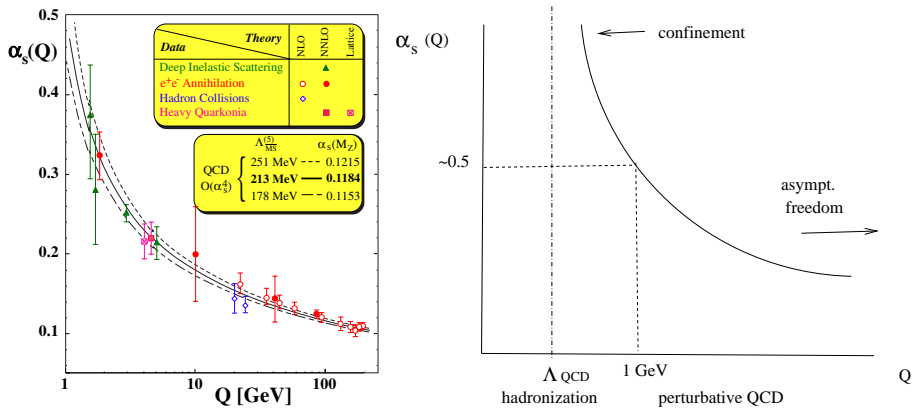 αs(Q)
0.5
0.4
0.3
0.2
0.1
1
10
100
Q [GeV]
Theory
Data
NLO
NNLO
Lattice
Deep Inelastic Scattering
e+e- Annihilation
Hadron Collisions
Heavy Quarkonia
Λ(5)MS αs(MZ)
QCD
O(α4s)
251 MeV 0.1215
213 MeV 0.1184
178 MeV 0.1153
αs (Q)
confinement
~0.5
asympt.
freedom
Λ QCD
1 GeV
Q
hadronization
perturbative QCD